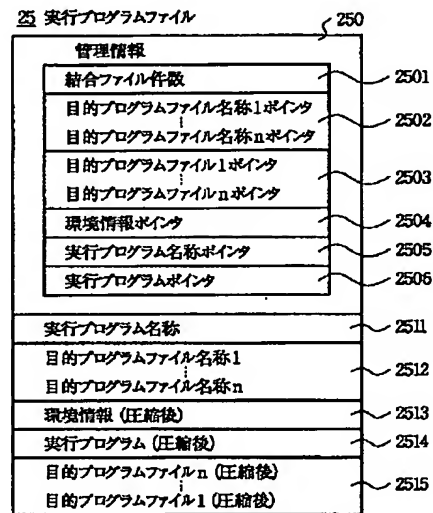 25 実行プログラムファイル
250
管理情報
結合ファイル件数
2501
目的プログラムファイル名称1ポインタ
目的プログラムファイル名称nポインタ
2502
目的プログラムファイル1ポインタ
目的プログラムファイルnポインタ
2503
環境情報ポインタ
2504
実行プログラム名称ポインタ
2505
実行プログラムポインタ
2506
実行プログラム名称
2511
目的プログラムファイル名称1
目的プログラムファイル名称n
2512
環境情報 (圧縮後)
2513
実行プログラム (圧縮後)
2514
目的プログラムファイルn (圧縮後)
目的プログラムファイル1 (圧縮後)
2515